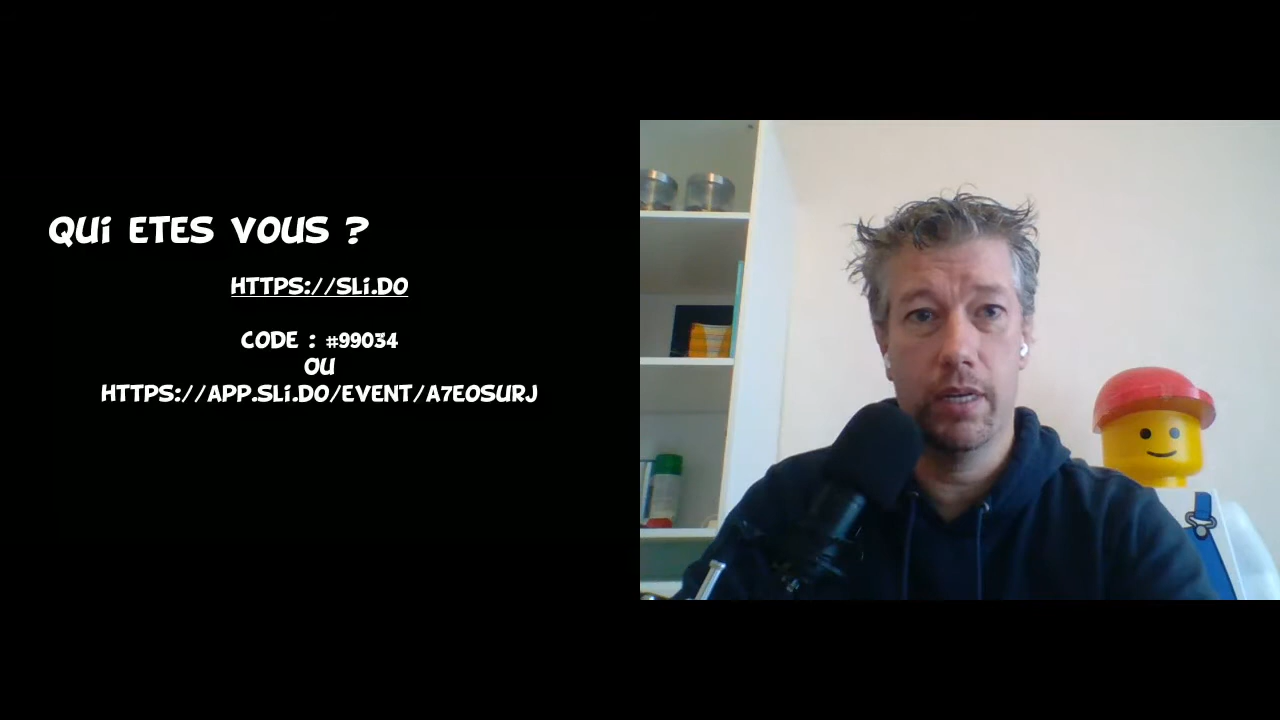 QUi ETES VOUS ?
HTTPS://SLi.DO
CODE : #99034
OU
HTTPS://APP.SLi.DO/EVENT/A7EOSURJ